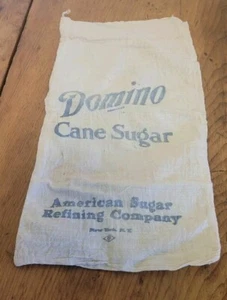 Domino
Cane Sugar
American Sugar
Refining Company
New York, N. Y.